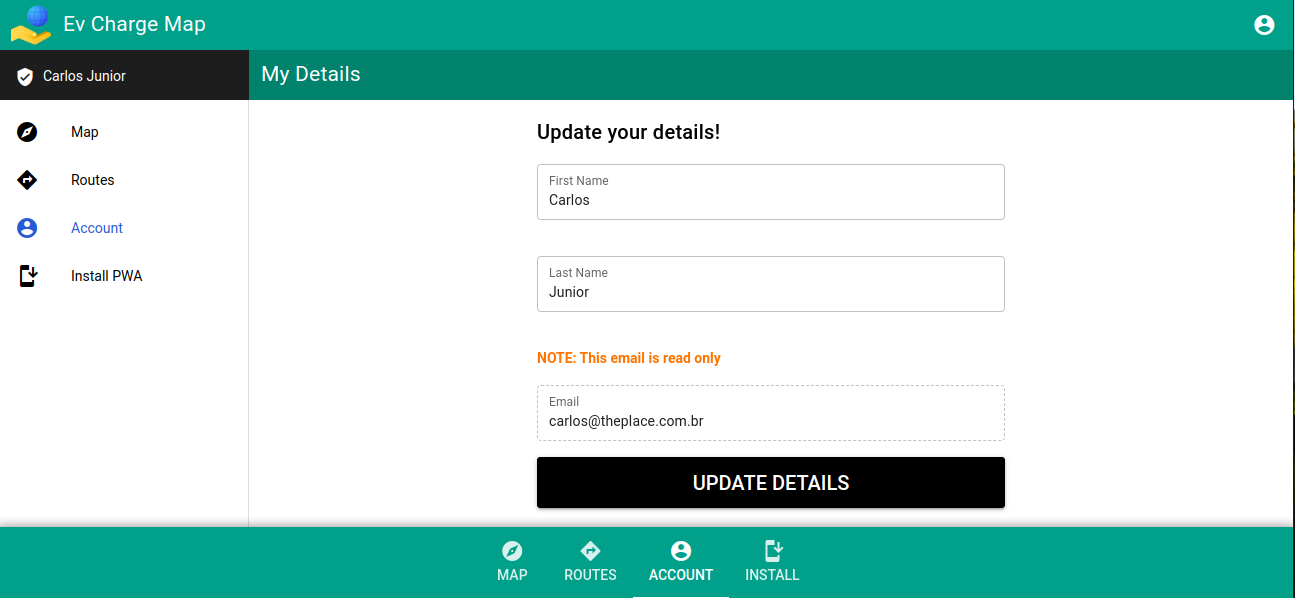 Ev Charge Map
Carlos Junior
My Details
Map
Routes
Account
Install PWA
Update your details!
First Name
Carlos
Last Name
Junior
NOTE: This email is read only
Email
carlos@theplace.com.br
UPDATE DETAILS
MAP
ROUTES
ACCOUNT
INSTALL